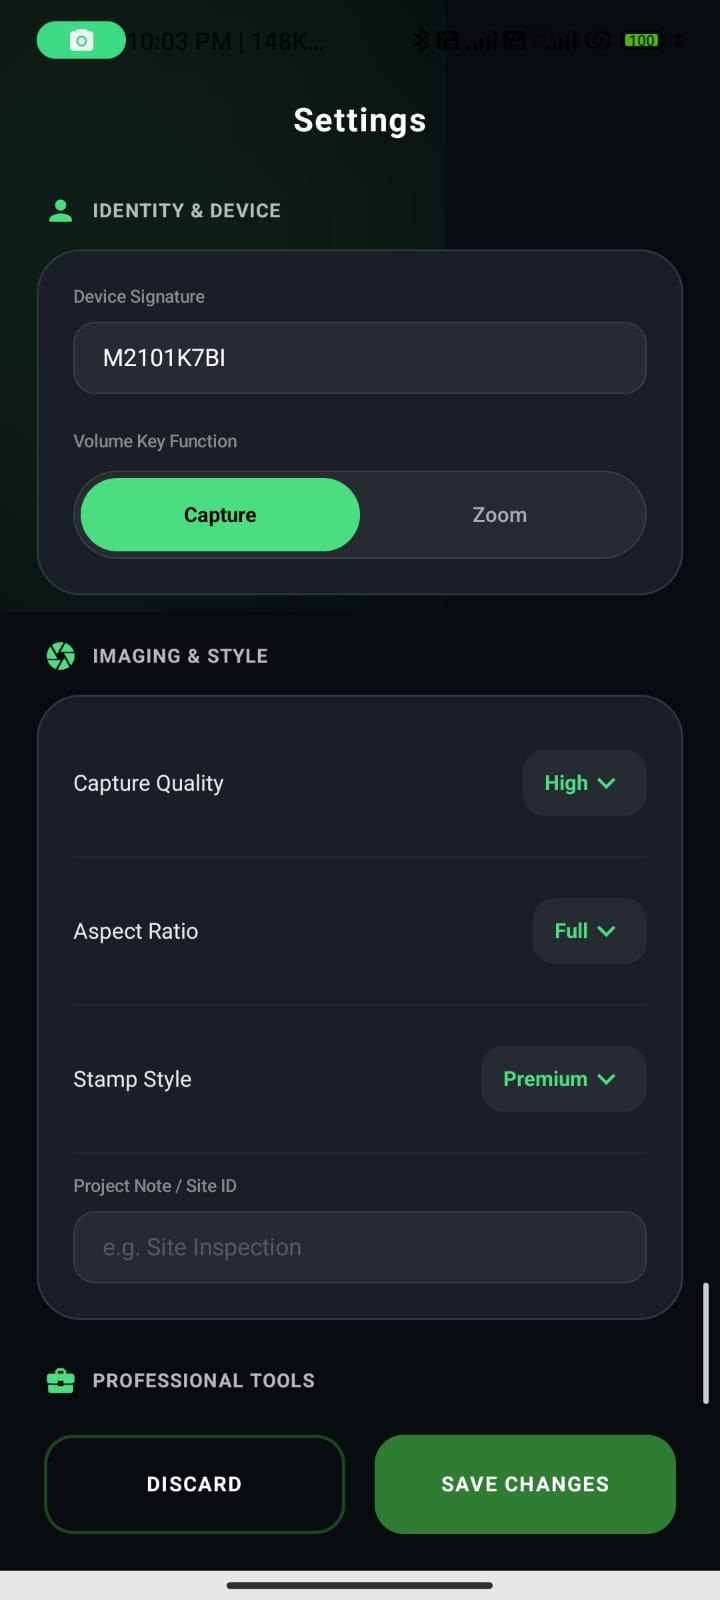 10:03 PM | 148K...
100
Settings
IDENTITY & DEVICE
Device Signature
M2101K7BI
Volume Key Function
Capture
Zoom
IMAGING & STYLE
Capture Quality
High
Aspect Ratio
Full
Stamp Style
Premium
Project Note / Site ID
e.g. Site Inspection
PROFESSIONAL TOOLS
DISCARD
SAVE CHANGES